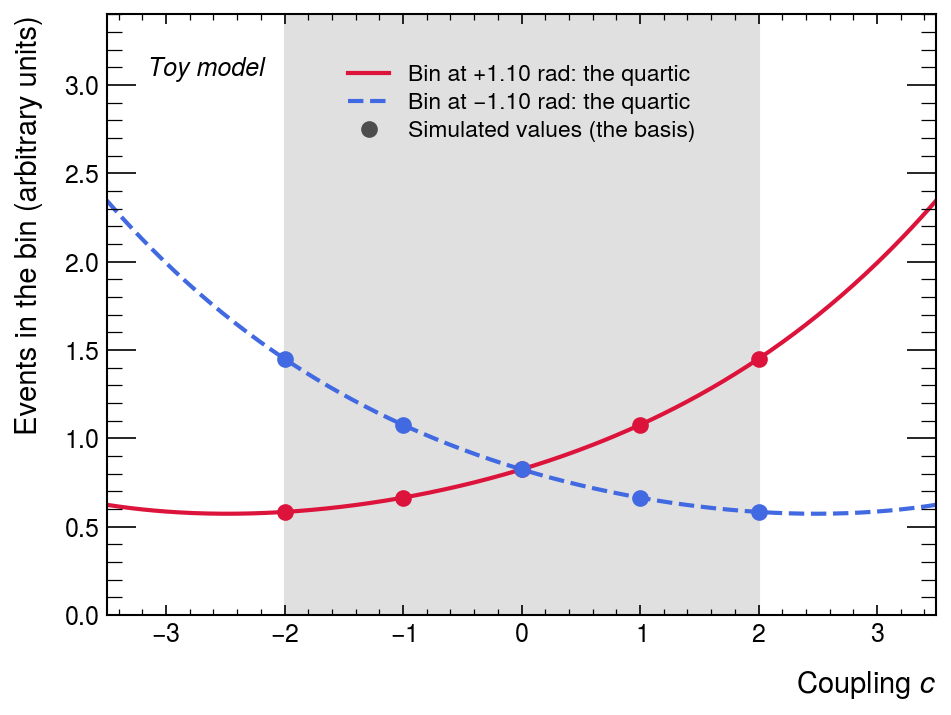 Events in the bin (arbitrary units)
3.0
2.5
2.0
1.5
1.0
0.5
0.0
Toy model
Bin at +1.10 rad: the quartic
Bin at −1.10 rad: the quartic
Simulated values (the basis)
−3 −2 −1 0 1 2 3
Coupling c